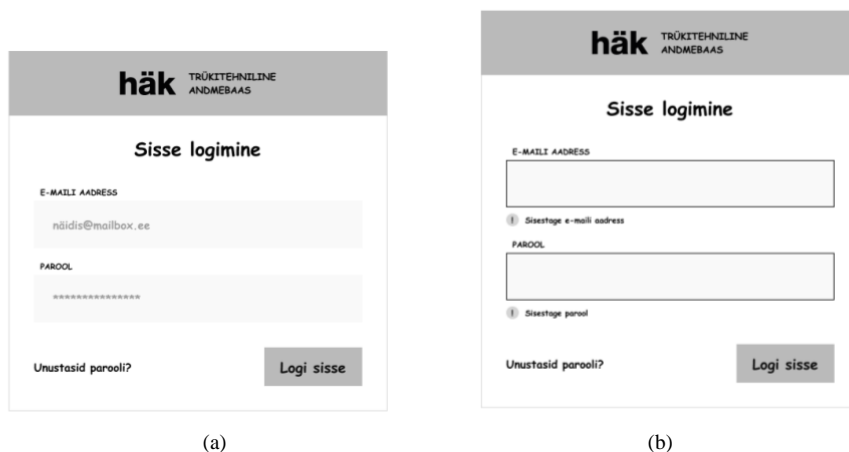 häk TRÜKITEHNILINE
ANDMEBAAS
Sisse logimine
E-MAILI AADRESS
näidis@mailbox.ee
PAROOL
***************
Unustasid parooli?
Logi sisse
(a)
häk TRÜKITEHNILINE
ANDMEBAAS
Sisse logimine
E-MAILI AADRESS
! Sisestage e-maili aadress
PAROOL
! Sisestage parool
Unustasid parooli?
Logi sisse
(b)